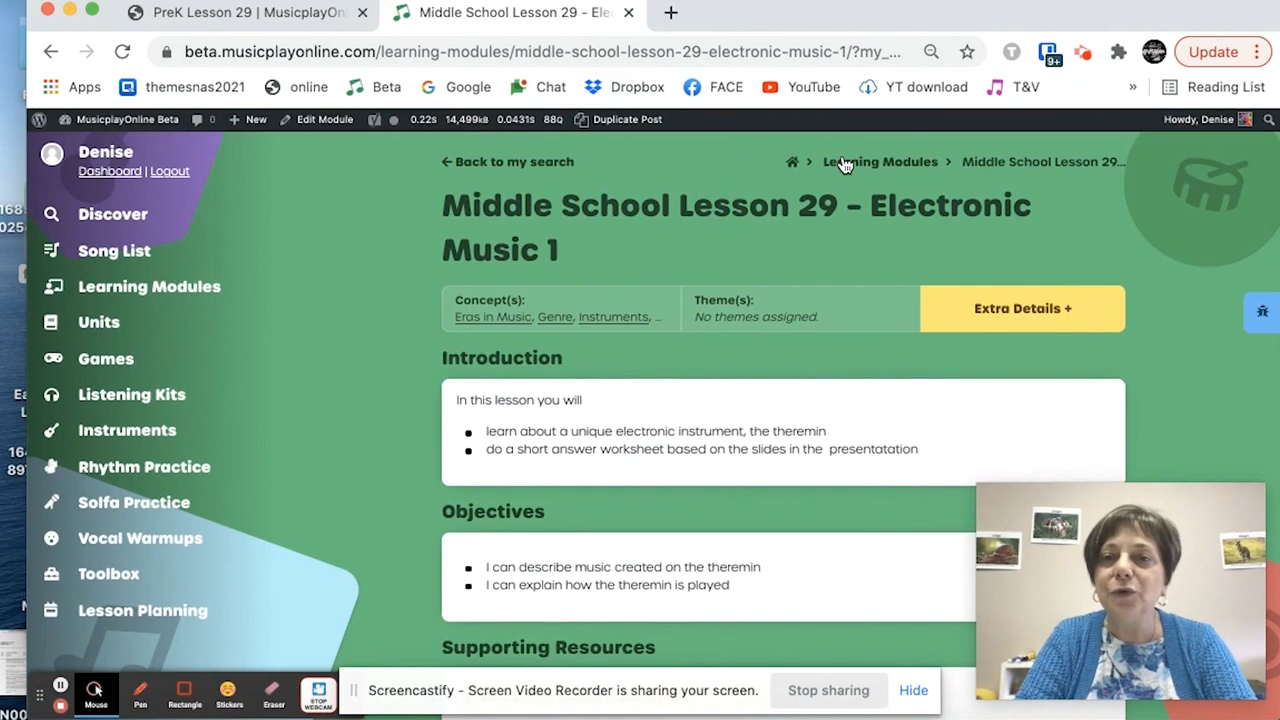 PreK Lesson 29 | MusicplayOnl
Middle School Lesson 29 - Elec
beta.musicplayonline.com/learning-modules/middle-school-lesson-29-electronic-music-1/?my_...
9+
Update
Apps themesnas2021 online Beta Google Chat Dropbox FACE YouTube YT download T&V » Reading List
MusicplayOnline Beta 0 + New Edit Module 0.22s 14,499kB 0.0431s 88Q Duplicate Post Howdy, Denise
Denise
Dashboard | Logout
Discover
Song List
Learning Modules
Units
Games
Listening Kits
Instruments
Rhythm Practice
Solfa Practice
Vocal Warmups
Toolbox
Lesson Planning
Back to my search
Learning Modules > Middle School Lesson 29...
Middle School Lesson 29 - Electronic
Music 1
Concept(s):
Eras in Music, Genre, Instruments, ...
Theme(s):
No themes assigned.
Extra Details +
Introduction
In this lesson you will
learn about a unique electronic instrument, the theremin
do a short answer worksheet based on the slides in the presentatation
Objectives
I can describe music created on the theremin
I can explain how the theremin is played
Supporting Resources
Mouse Pen Rectangle Stickers Eraser STOP WEBCAM
Screencastify - Screen Video Recorder is sharing your screen.
Stop sharing
Hide